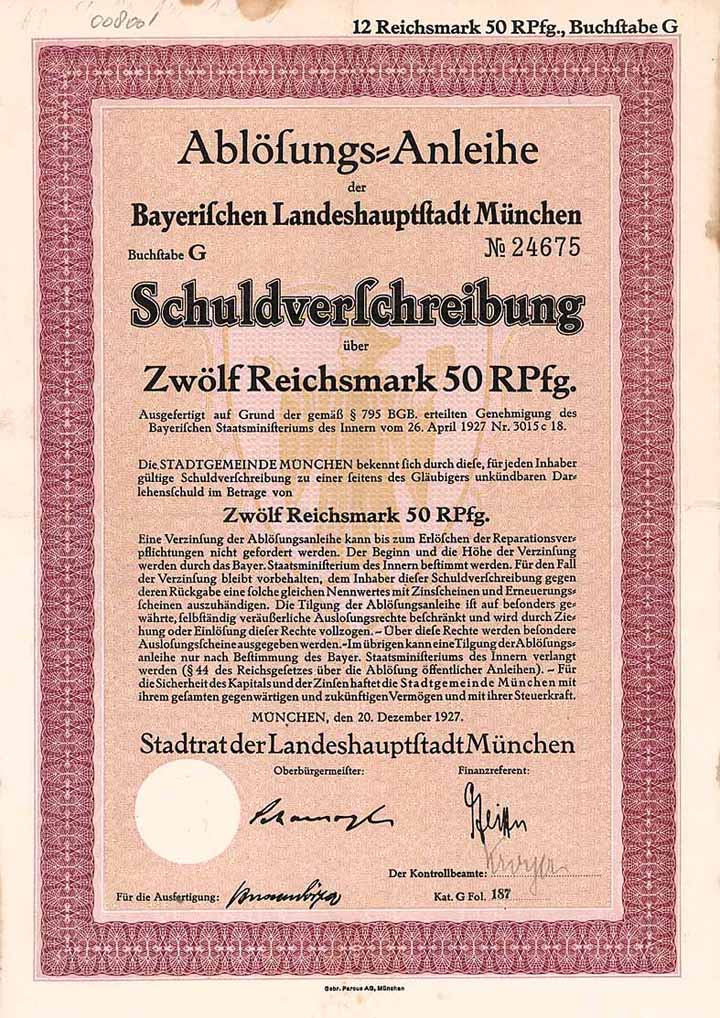 008001
12 Reichsmark 50 RPfg., Buchſtabe G
Ablöſungs⸗Anleihe
der
Bayeriſchen Landeshauptſtadt München
Buchſtabe G № 24675
Schuldverſchreibung
über
Zwölf Reichsmark 50 RPfg.
Ausgefertigt auf Grund der gemäß § 795 BGB. erteilten Genehmigung des
Bayeriſchen Staatsminiſteriums des Innern vom 26. April 1927 Nr. 3015 c 18.
Die STADTGEMEINDE MÜNCHEN bekennt ſich durch dieſe, für jeden Inhaber
gültige Schuldverſchreibung zu einer ſeitens des Gläubigers unkündbaren Dar⸗
lehensſchuld im Betrage von
Zwölf Reichsmark 50 RPfg.
Eine Verzinſung der Ablöſungsanleihe kann bis zum Erlöſchen der Reparationsver⸗
pflichtungen nicht gefordert werden. Der Beginn und die Höhe der Verzinſung
werden durch das Bayer. Staatsminiſterium des Innern beſtimmt werden. Für den Fall
der Verzinſung bleibt vorbehalten, dem Inhaber dieſer Schuldverſchreibung gegen
deren Rückgabe eine ſolche gleichen Nennwertes mit Zinsſcheinen und Erneuerungs⸗
ſcheinen auszuhändigen. Die Tilgung der Ablöſungsanleihe iſt auf beſonders ge⸗
währte, ſelbſtändig veräußerliche Ausloſungsrechte beſchränkt und wird durch Zie⸗
hung oder Einlöſung dieſer Rechte vollzogen. – Über dieſe Rechte werden beſondere
Ausloſungsſcheine ausgegeben werden. – Im übrigen kann eine Tilgung der Ablöſungs⸗
anleihe nur nach Beſtimmung des Bayer. Staatsminiſteriums des Innern verlangt
werden (§ 44 des Reichsgeſetzes über die Ablöſung öffentlicher Anleihen). – Für
die Sicherheit des Kapitals und der Zinſen haftet die Stadtgemeinde München mit
ihrem geſamten gegenwärtigen und zukünftigen Vermögen und mit ihrer Steuerkraft.
MÜNCHEN, den 20. Dezember 1927.
Stadtrat der Landeshauptſtadt München
Oberbürgermeiſter: Finanzreferent:
Der Kontrollbeamte:
Für die Ausfertigung: Kat. G Fol. 187
Gebr. Parcus AG, München